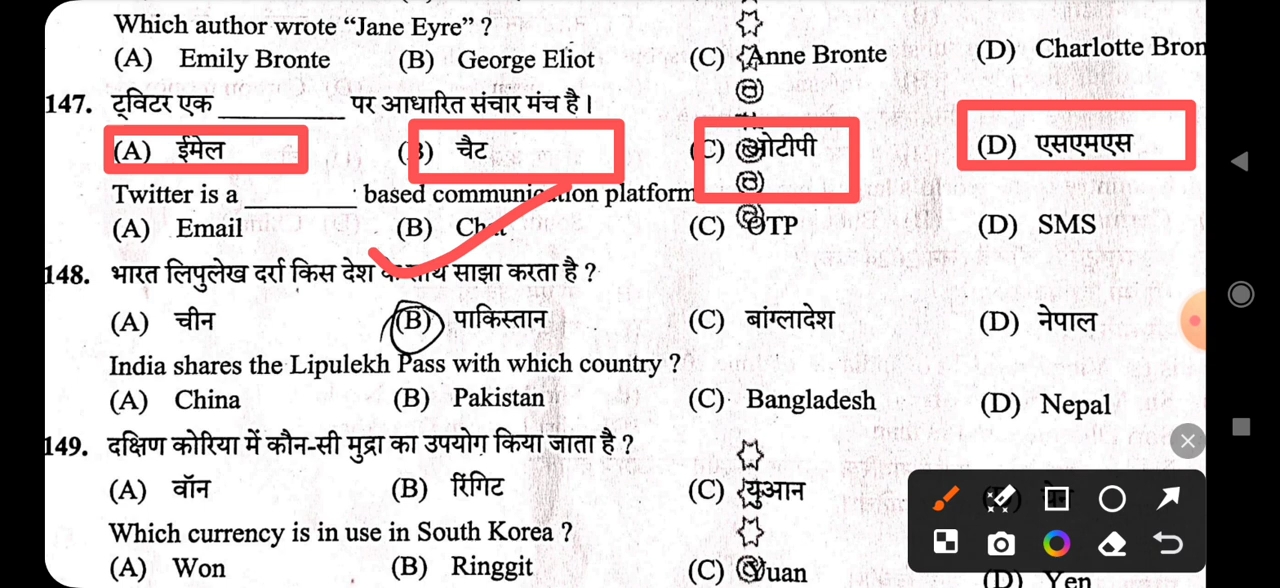 Which author wrote “Jane Eyre” ?
(A) Emily Bronte (B) George Eliot (C) Anne Bronte (D) Charlotte Bron
147. ट्विटर एक ________ पर आधारित संचार मंच है।
(A) ईमेल (B) चैट (C) ओटीपी (D) एसएमएस
Twitter is a ________ based communication platform
(A) Email (B) Chat (C) OTP (D) SMS
148. भारत लिपुलेख दर्रा किस देश के साथ साझा करता है ?
(A) चीन (B) पाकिस्तान (C) बांग्लादेश (D) नेपाल
India shares the Lipulekh Pass with which country ?
(A) China (B) Pakistan (C) Bangladesh (D) Nepal
149. दक्षिण कोरिया में कौन-सी मुद्रा का उपयोग किया जाता है ?
(A) वॉन (B) रिंगिट (C) युआन
Which currency is in use in South Korea ?
(A) Won (B) Ringgit (C) Yuan (D) Yen